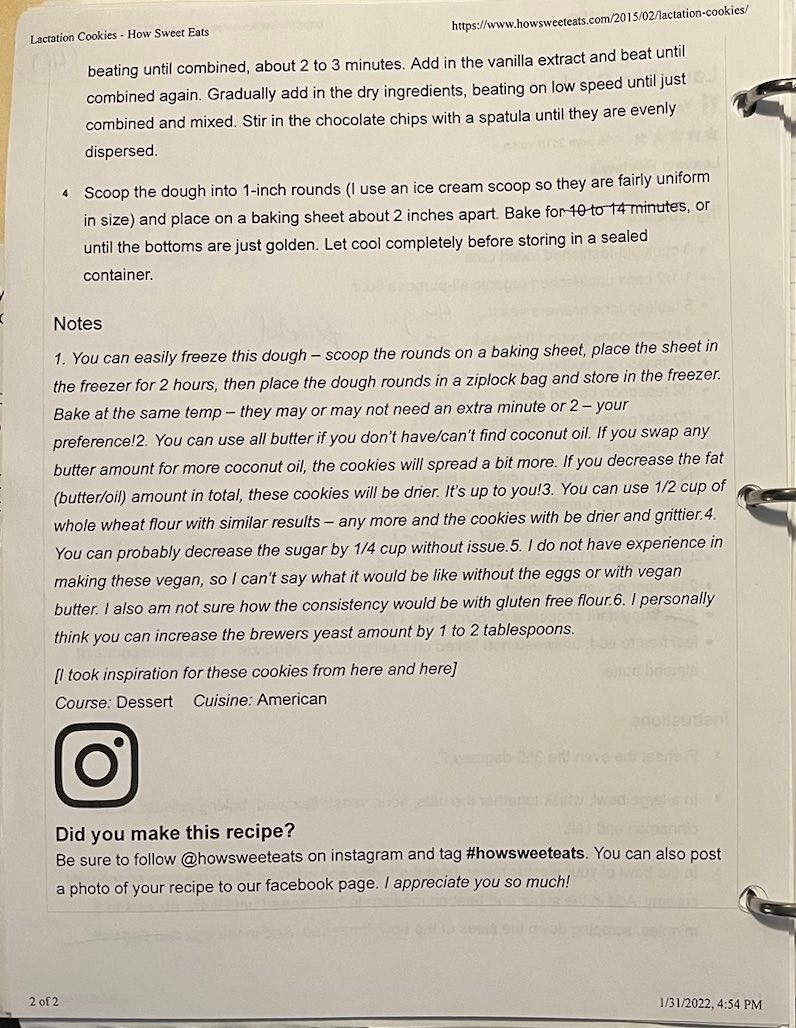 Lactation Cookies - How Sweet Eats
https://www.howsweeteats.com/2015/02/lactation-cookies/
beating until combined, about 2 to 3 minutes. Add in the vanilla extract and beat until
combined again. Gradually add in the dry ingredients, beating on low speed until just
combined and mixed. Stir in the chocolate chips with a spatula until they are evenly
dispersed.
4 Scoop the dough into 1-inch rounds (I use an ice cream scoop so they are fairly uniform
in size) and place on a baking sheet about 2 inches apart. Bake for 10 to 14 minutes, or
until the bottoms are just golden. Let cool completely before storing in a sealed
container.
Notes
1. You can easily freeze this dough – scoop the rounds on a baking sheet, place the sheet in
the freezer for 2 hours, then place the dough rounds in a ziplock bag and store in the freezer.
Bake at the same temp – they may or may not need an extra minute or 2 – your
preference!2. You can use all butter if you don't have/can't find coconut oil. If you swap any
butter amount for more coconut oil, the cookies will spread a bit more. If you decrease the fat
(butter/oil) amount in total, these cookies will be drier. It's up to you!3. You can use 1/2 cup of
whole wheat flour with similar results – any more and the cookies with be drier and grittier.4.
You can probably decrease the sugar by 1/4 cup without issue.5. I do not have experience in
making these vegan, so I can't say what it would be like without the eggs or with vegan
butter. I also am not sure how the consistency would be with gluten free flour.6. I personally
think you can increase the brewers yeast amount by 1 to 2 tablespoons.
[I took inspiration for these cookies from here and here]
Course: Dessert Cuisine: American
Did you make this recipe?
Be sure to follow @howsweeteats on instagram and tag #howsweeteats. You can also post
a photo of your recipe to our facebook page. I appreciate you so much!
2 of 2
1/31/2022, 4:54 PM